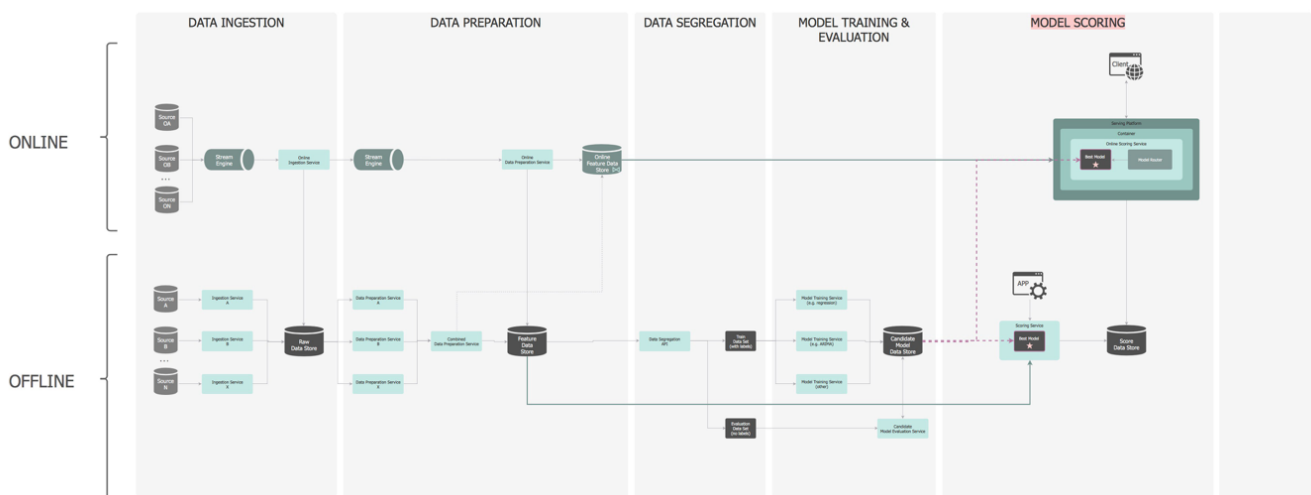 DATA INGESTION
DATA PREPARATION
DATA SEGREGATION
MODEL TRAINING &
EVALUATION
MODEL SCORING
ONLINE
Source
OA
Source
OB
...
Source
ON
Stream
Engine
Online
Ingestion Service
Stream
Engine
Online
Data Preparation Service
Online
Feature Data
Store
Client
Serving Platform
Container
Online Scoring Service
Best Model
Model Router
OFFLINE
Source
A
Source
B
...
Source
N
Ingestion Service
A
Ingestion Service
B
Ingestion Service
Raw
Data Store
Data Preparation Service
A
Data Preparation Service
B
Data Preparation Service
Combined
Data Preparation Service
Feature
Data
Store
Data Segregation
API
Train
Data Set
(with labels)
Evaluation
Data Set
(no labels)
Model Training Service
(e.g. regression)
Model Training Service
(e.g. ARIMA)
Model Training Service
(other)
Candidate
Model
Data Store
Candidate
Model Evaluation Service
APP
Scoring Service
Best Model
Score
Data Store